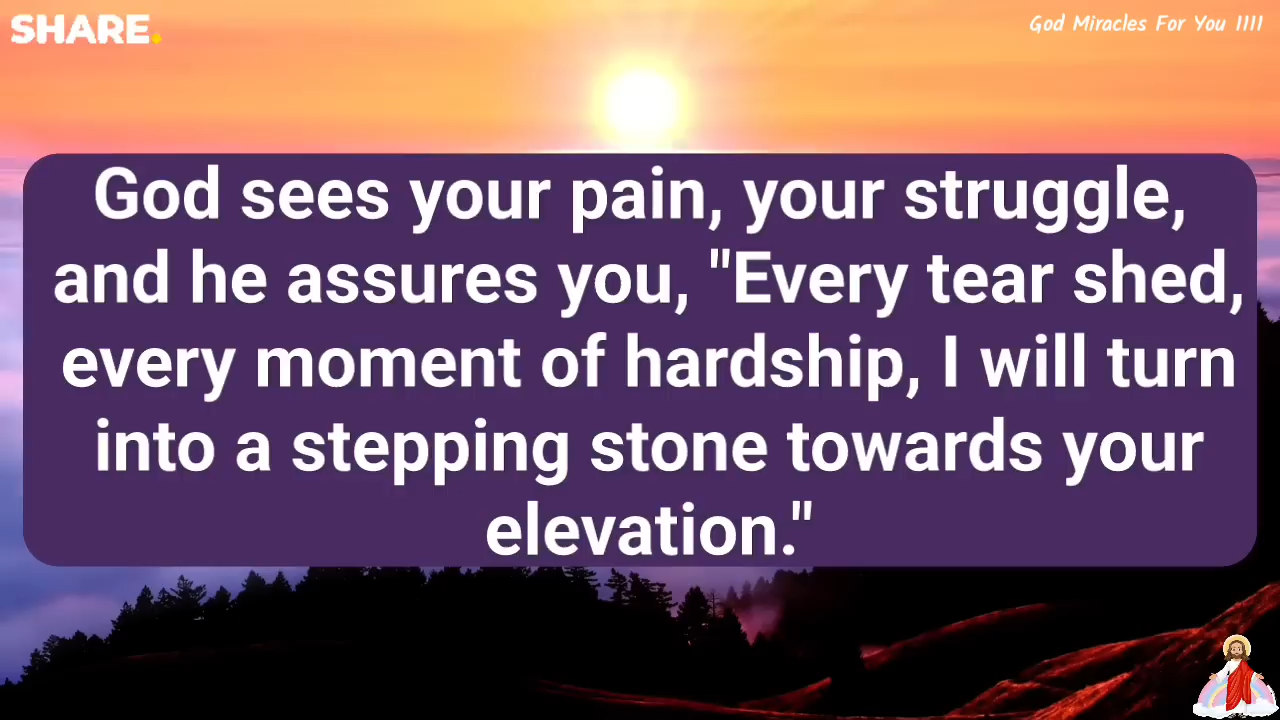 SHARE.
God Miracles For You 1111
God sees your pain, your struggle,
and he assures you, "Every tear shed,
every moment of hardship, I will turn
into a stepping stone towards your
elevation."